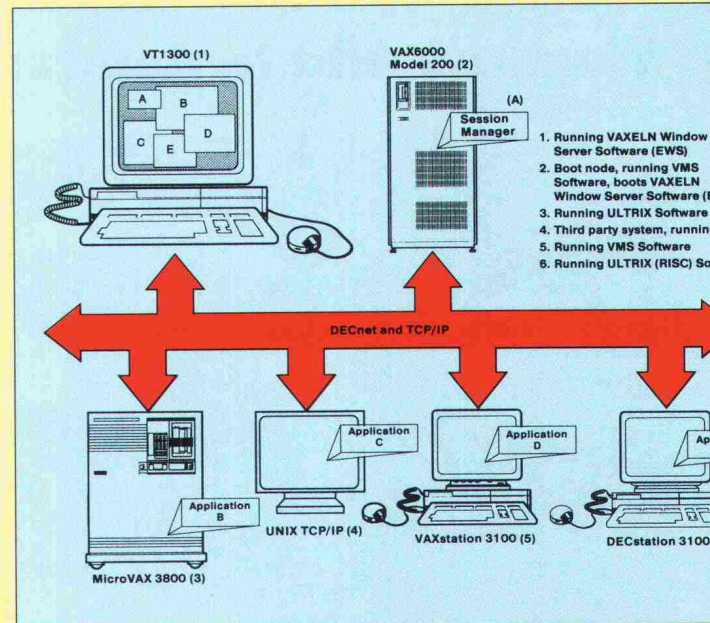 VT1300 (1)
A
B
C
D
E
VAX6000
Model 200 (2)
(A)
Session
Manager
1. Running VAXELN Window
Server Software (EWS)
2. Boot node, running VMS
Software, boots VAXELN
Window Server Software
3. Running ULTRIX Software
4. Third party system,
5. Running VMS Software
6. Running ULTRIX (RISC)
DECnet and TCP/IP
Application
B
MicroVAX 3800 (3)
Application
C
UNIX TCP/IP (4)
Application
D
VAXstation 3100 (5)
DECstation 3100